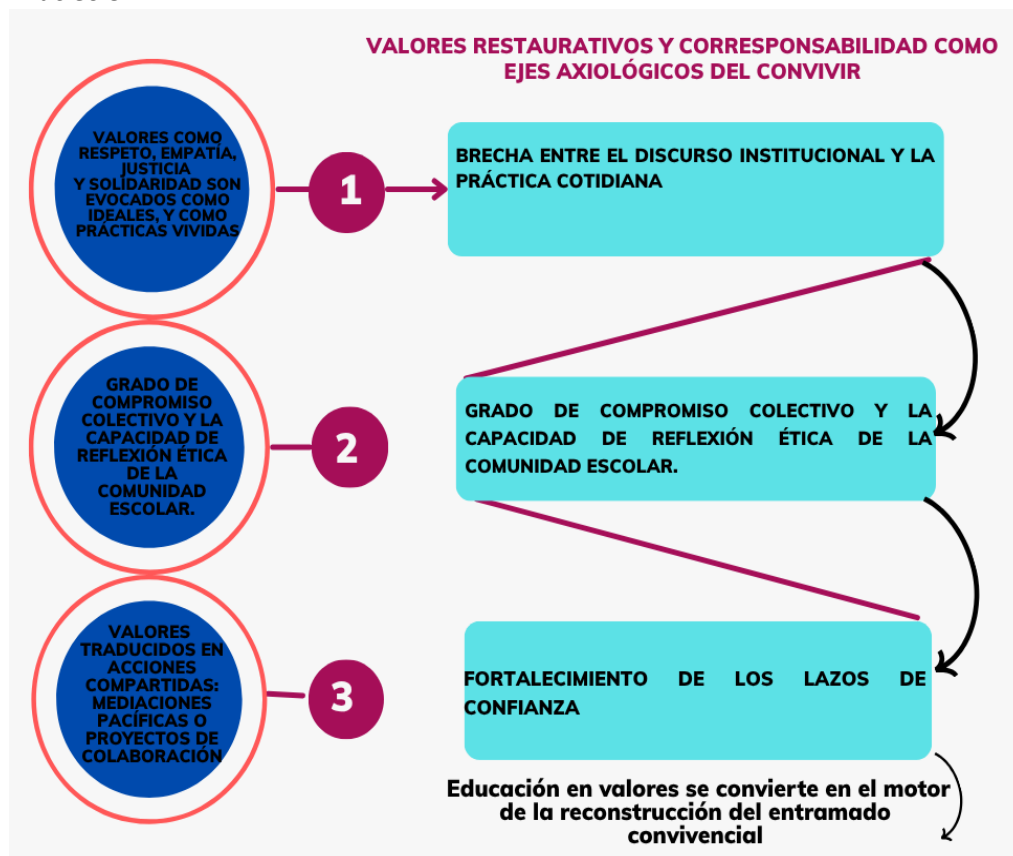 VALORES RESTAURATIVOS Y CORRESPONSABILIDAD COMO
EJES AXIOLÓGICOS DEL CONVIVIR
VALORES COMO
RESPETO, EMPATÍA,
JUSTICIA
Y SOLIDARIDAD SON
EVOCADOS COMO
IDEALES, Y COMO
PRÁCTICAS VIVIDAS
1
BRECHA ENTRE EL DISCURSO INSTITUCIONAL Y LA
PRÁCTICA COTIDIANA
GRADO DE
COMPROMISO
COLECTIVO Y LA
CAPACIDAD DE
REFLEXIÓN ÉTICA
DE LA
COMUNIDAD
ESCOLAR.
2
GRADO DE COMPROMISO COLECTIVO Y LA
CAPACIDAD DE REFLEXIÓN ÉTICA DE LA
COMUNIDAD ESCOLAR.
VALORES
TRADUCIDOS EN
ACCIONES
COMPARTIDAS:
MEDIACIONES
PACÍFICAS O
PROYECTOS DE
COLABORACIÓN
3
FORTALECIMIENTO DE LOS LAZOS DE
CONFIANZA
Educación en valores se convierte en el motor
de la reconstrucción del entramado
convivencial